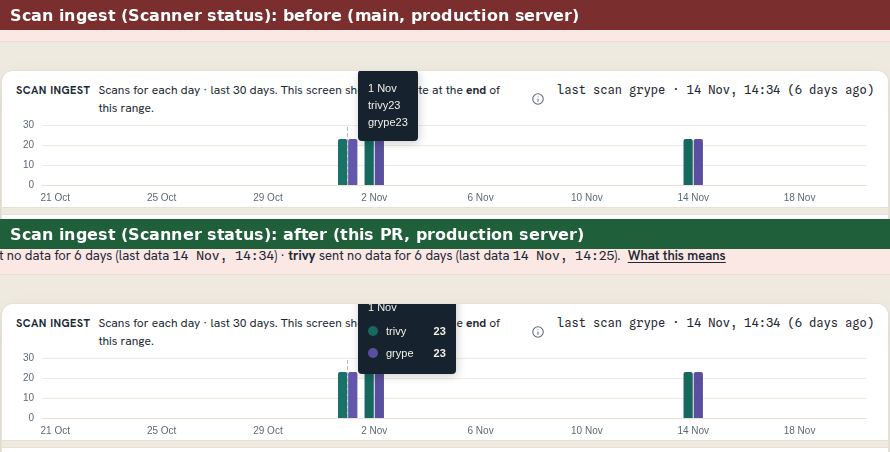 Scan ingest (Scanner status): before (main, production server)
SCAN INGEST Scans for each day · last 30 days. This screen te at the end of
this range.
last scan grype · 14 Nov, 14:34 (6 days ago)
1 Nov
trivy23
grype23
30
20
10
0
21 Oct 25 Oct 29 Oct 2 Nov 6 Nov 10 Nov 14 Nov 18 Nov
Scan ingest (Scanner status): after (this PR, production server)
t no data for 6 days (last data 14 Nov, 14:34) · trivy sent no data for 6 days (last data 14 Nov, 14:25). What this means
SCAN INGEST Scans for each day · last 30 days. This screen e end of
this range.
last scan grype · 14 Nov, 14:34 (6 days ago)
1 Nov
trivy 23
grype 23
30
20
10
0
21 Oct 25 Oct 29 Oct 2 Nov 6 Nov 10 Nov 14 Nov 18 Nov